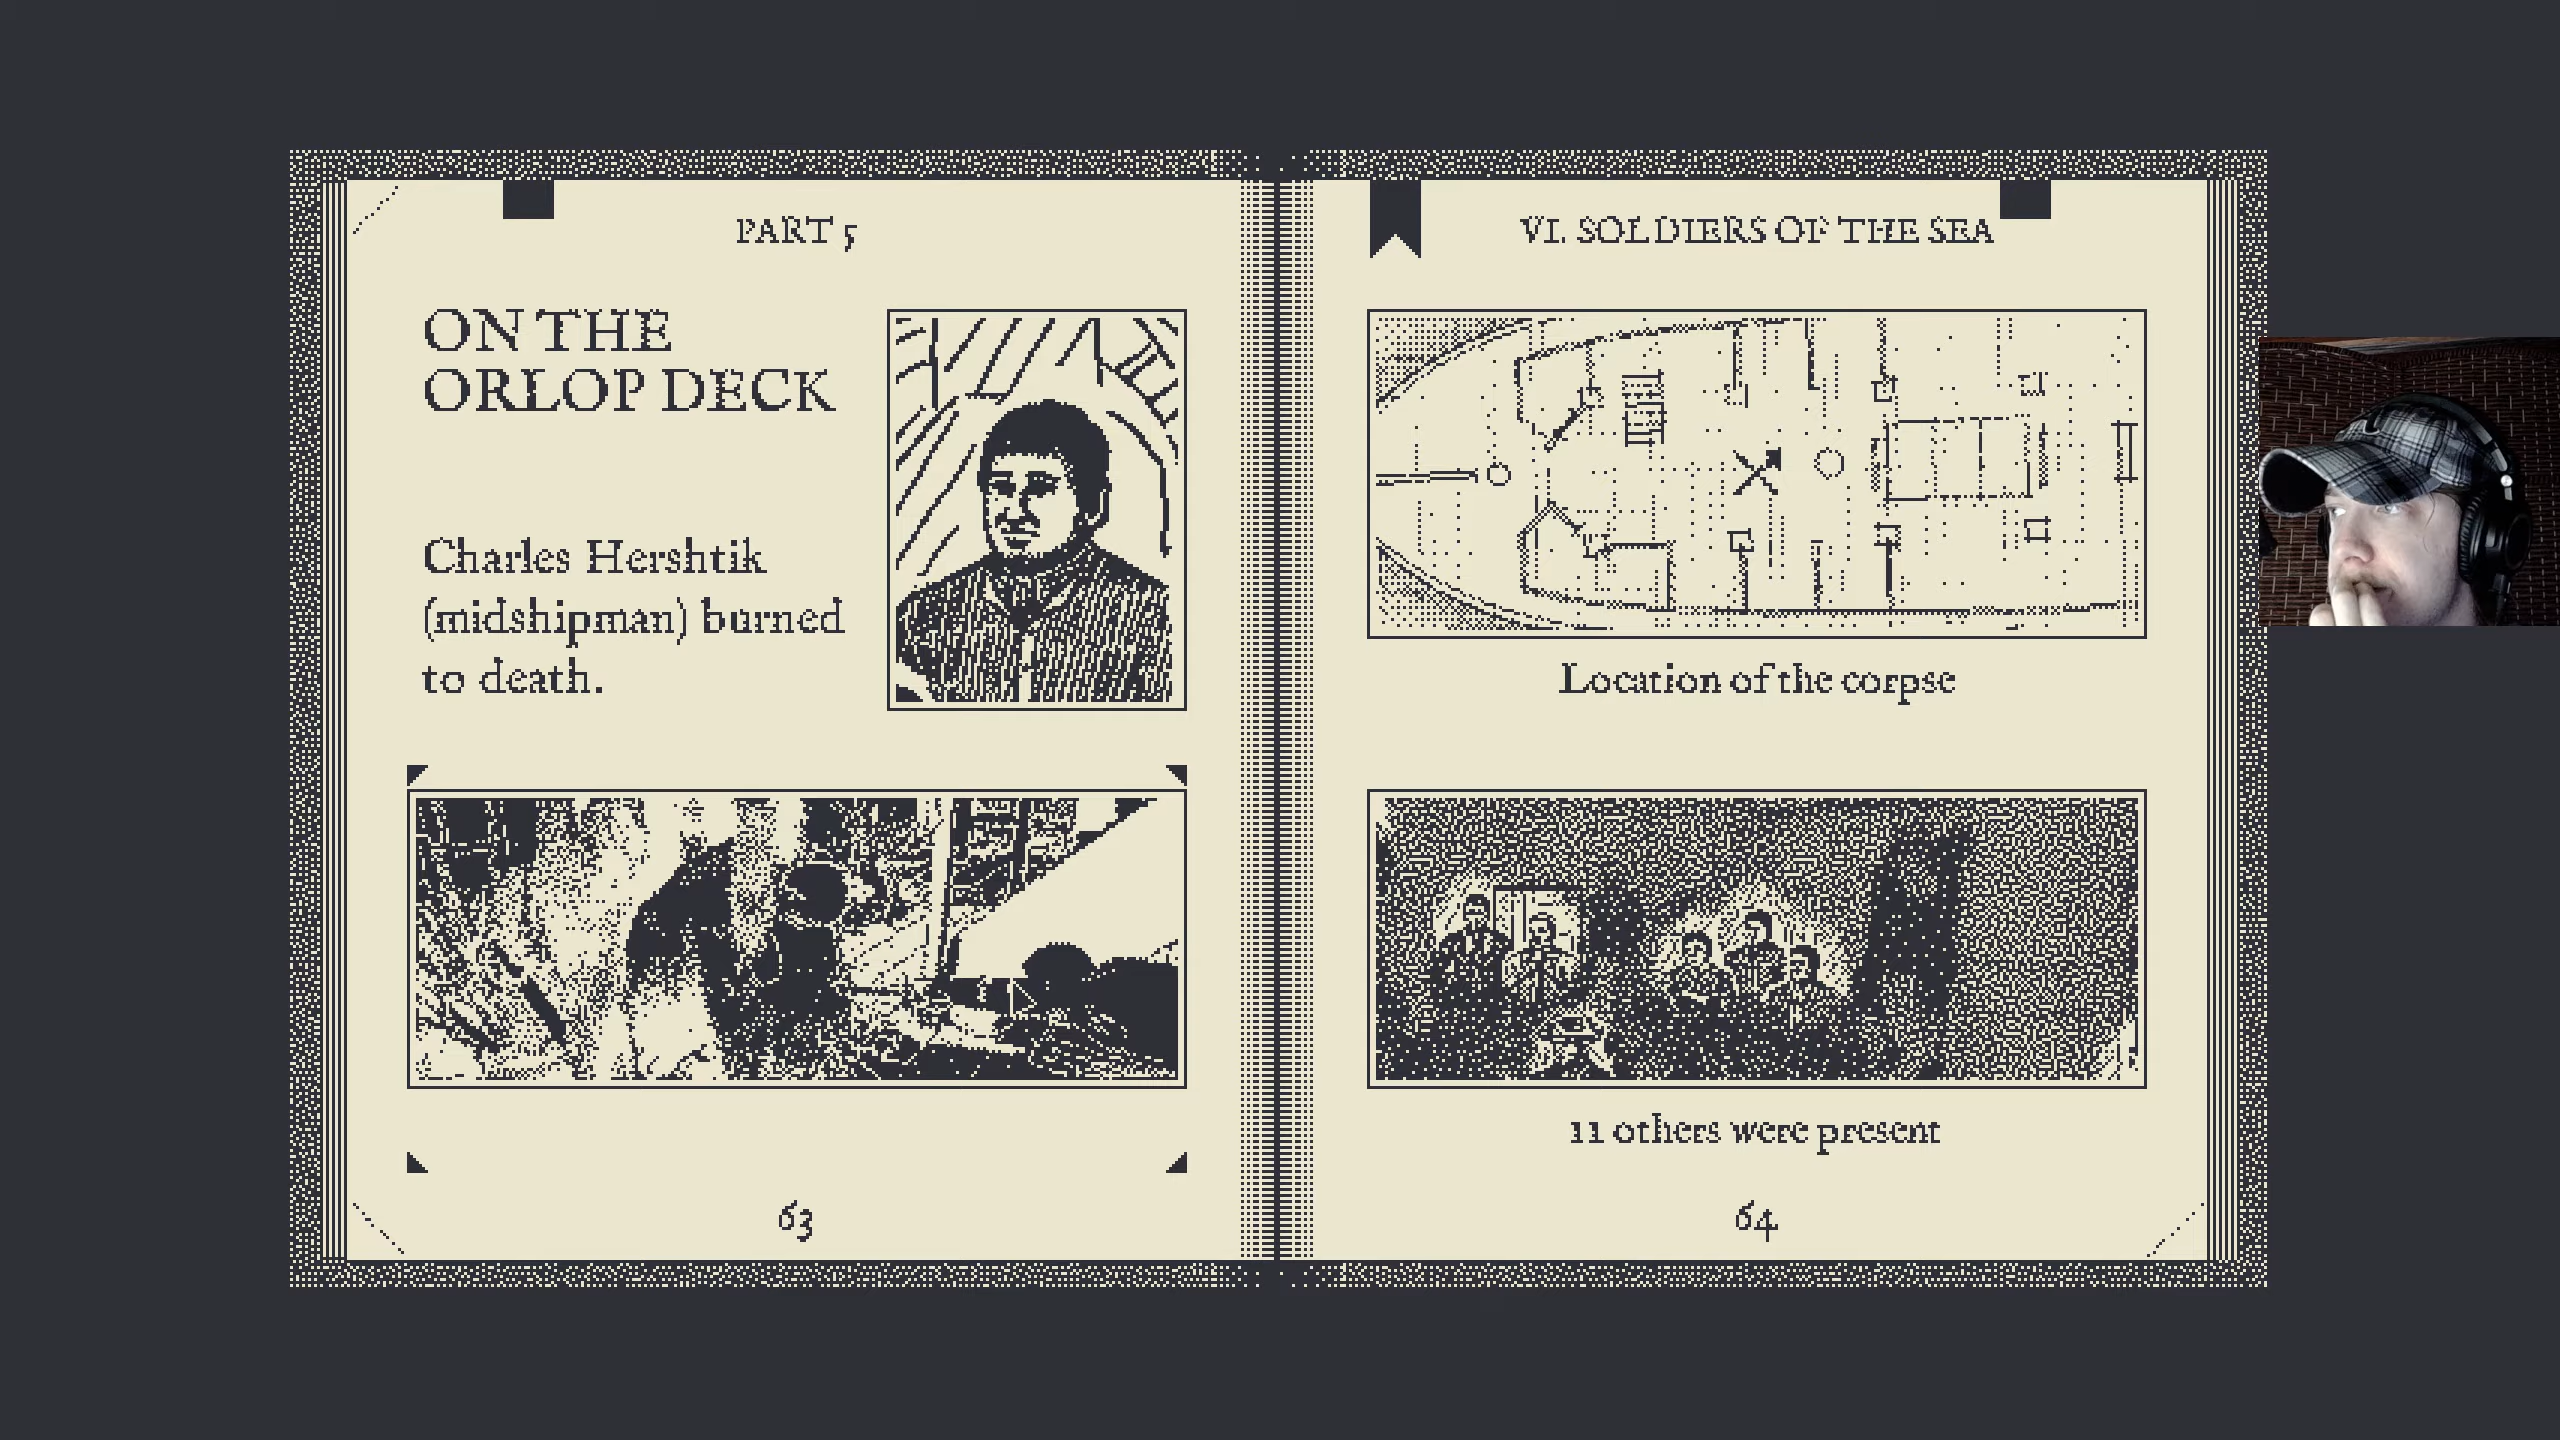 PART 5
ON THE
ORLOP DECK
Charles Hershtik
(midshipman) burned
to death.
63
VI. SOLDIERS OF THE SEA
Location of the corpse
11 others were present
64